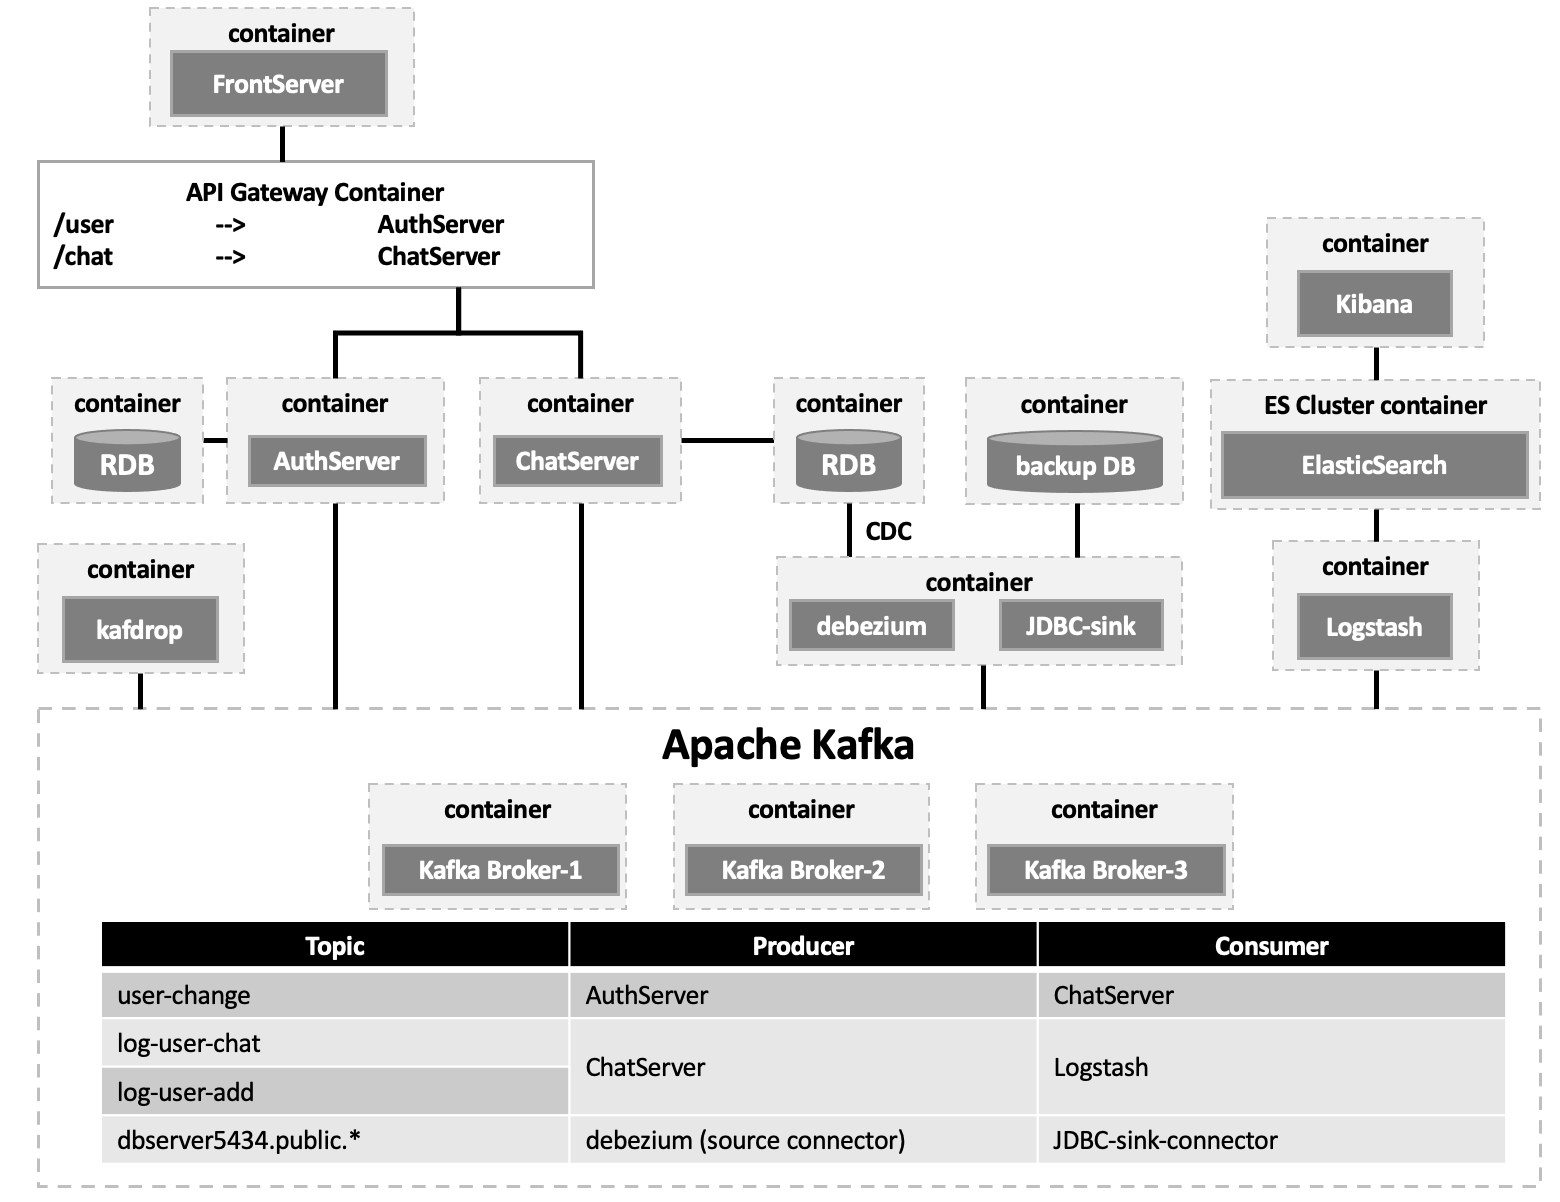 container
FrontServer
API Gateway Container
/user --> AuthServer
/chat --> ChatServer
container
Kibana
container
RDB
container
AuthServer
container
ChatServer
container
RDB
container
backup DB
ES Cluster container
ElasticSearch
CDC
container
kafdrop
container
debezium
JDBC-sink
container
Logstash
Apache Kafka
container
Kafka Broker-1
container
Kafka Broker-2
container
Kafka Broker-3
Topic Producer Consumer
user-change AuthServer ChatServer
log-user-chat
ChatServer Logstash
log-user-add
dbserver5434.public.* debezium (source connector) JDBC-sink-connector